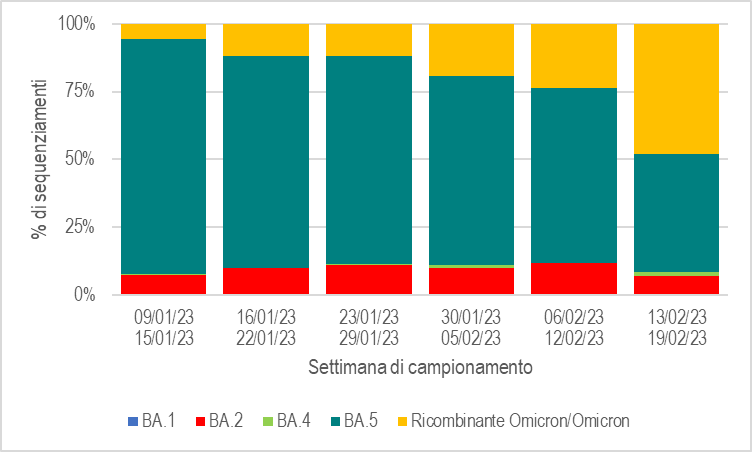 100%
75%
50%
25%
0%
% di sequenziamenti
09/01/23 16/01/23 23/01/23 30/01/23 06/02/23 13/02/23
15/01/23 22/01/23 29/01/23 05/02/23 12/02/23 19/02/23
Settimana di campionamento
BA.1 BA.2 BA.4 BA.5 Ricombinante Omicron/Omicron